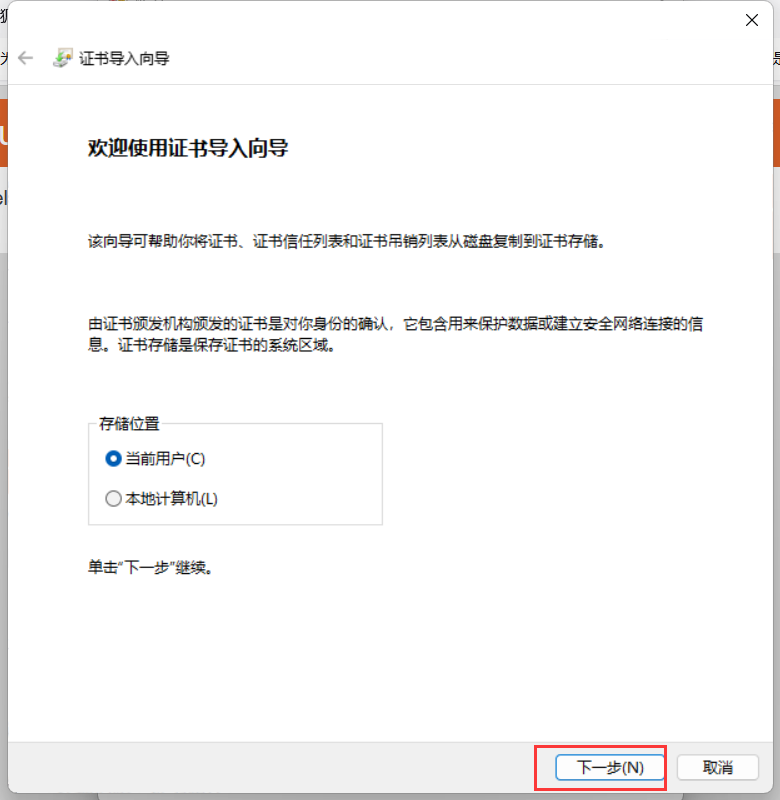 证书导入向导
欢迎使用证书导入向导
该向导可帮助你将证书、证书信任列表和证书吊销列表从磁盘复制到证书存储。
由证书颁发机构颁发的证书是对你身份的确认，它包含用来保护数据或建立安全网络连接的信
息。证书存储是保存证书的系统区域。
存储位置
当前用户(C)
本地计算机(L)
单击"下一步"继续。
下一步(N)
取消